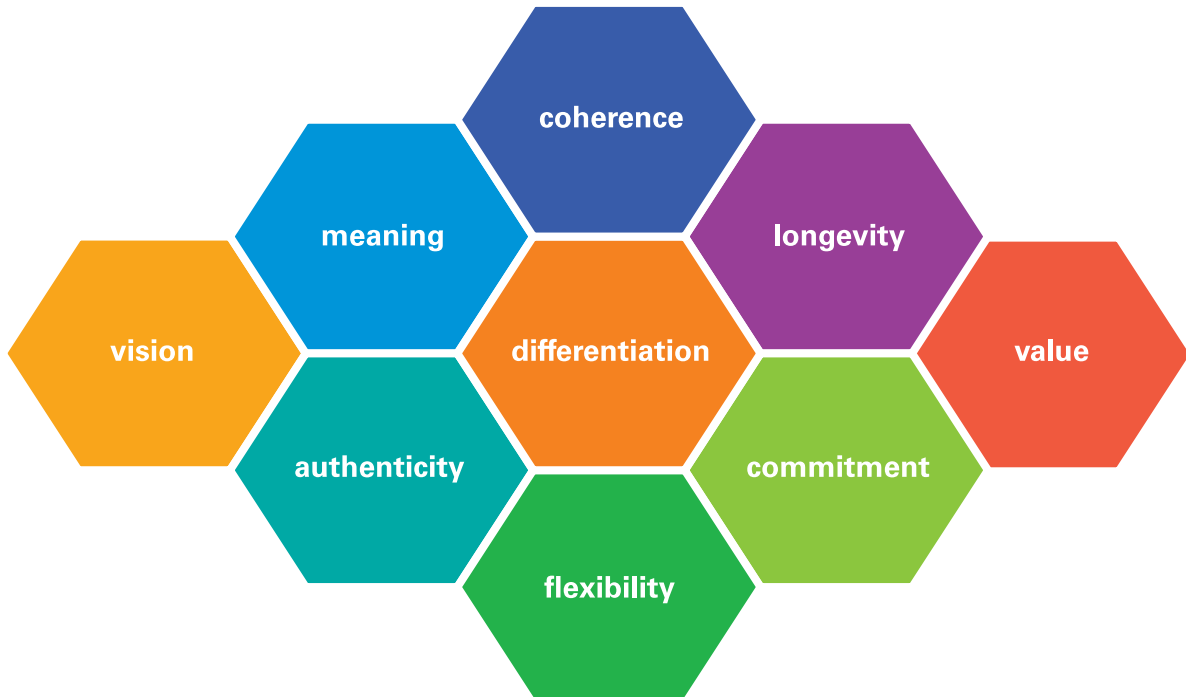 coherence
meaning
longevity
vision
differentiation
value
authenticity
commitment
flexibility